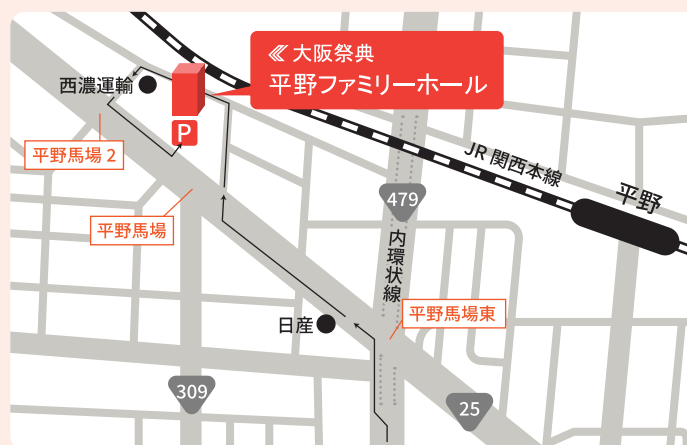 ≪ 大阪祭典
平野ファミリーホール
西濃運輸
P
平野馬場 2
JR 関西本線
平野
479
平野馬場
内環状線
日産
平野馬場東
309
25